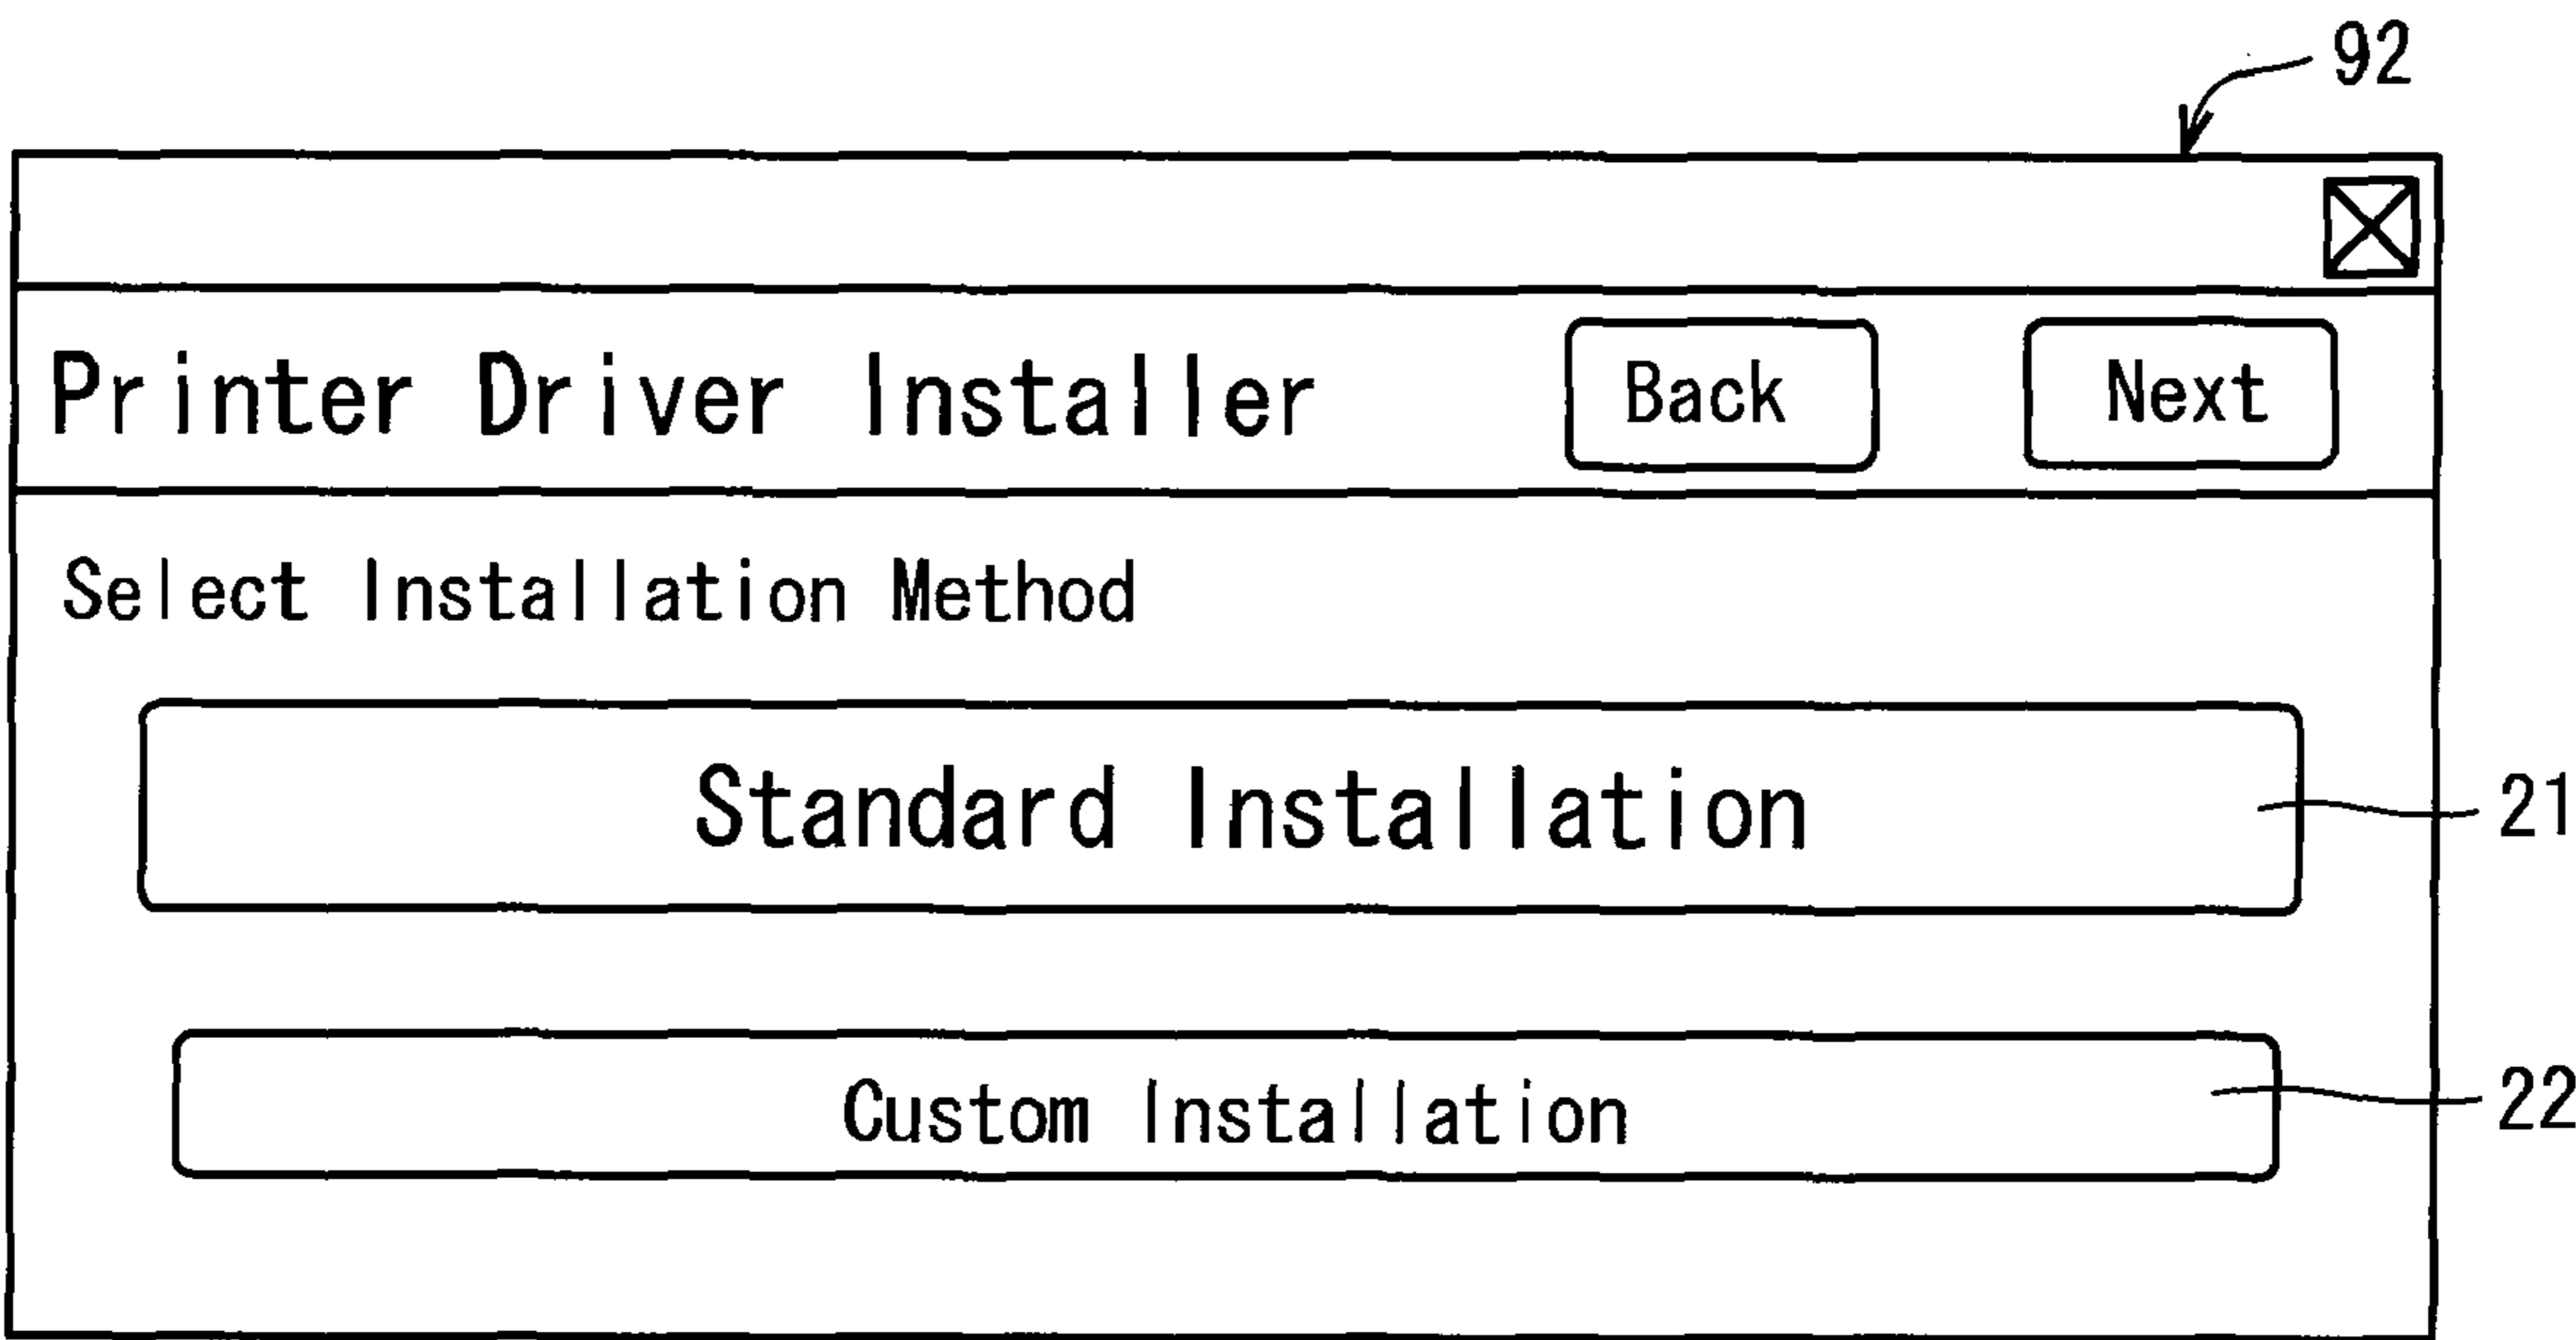 92
Printer Driver Installer Back Next
Select Installation Method
Standard Installation 21
Custom Installation 22